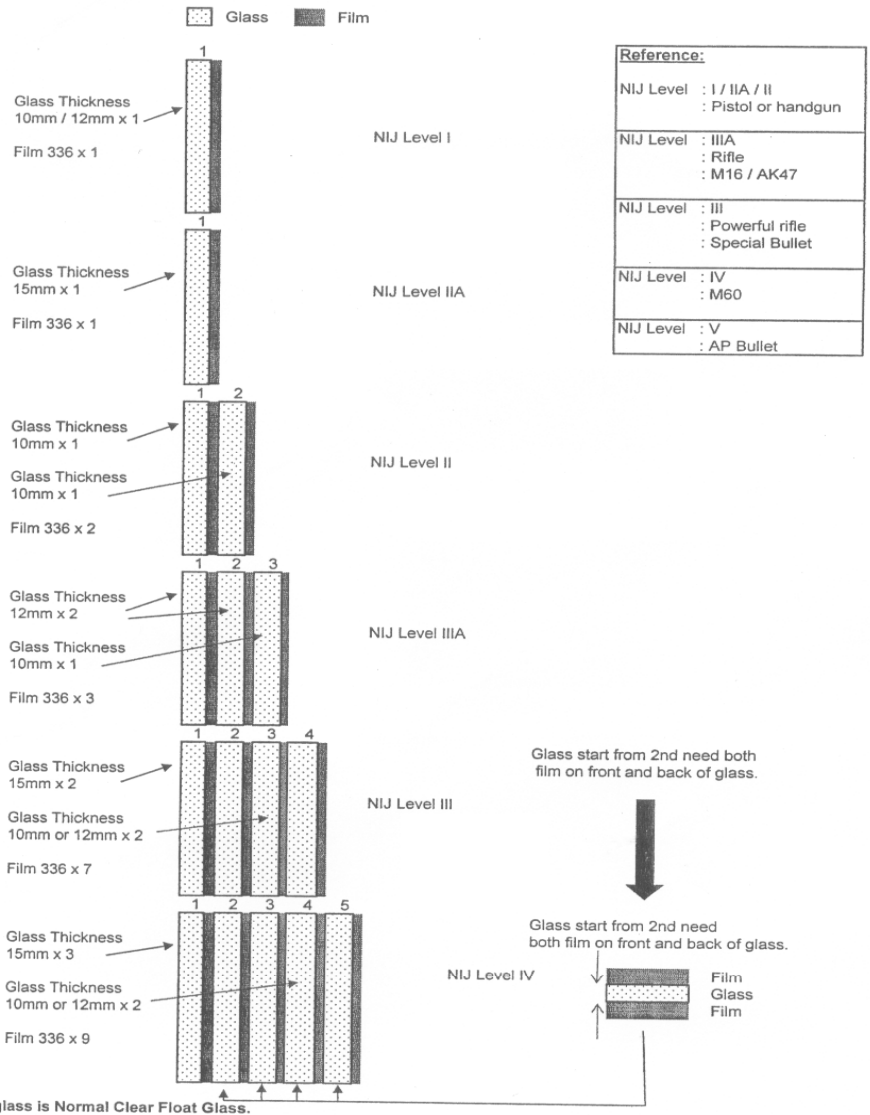 Glass Film
1
Glass Thickness
10mm / 12mm x 1
Film 336 x 1
NIJ Level I
Reference:
NIJ Level : I / IIA / II
: Pistol or handgun
NIJ Level : IIIA
: Rifle
: M16 / AK47
NIJ Level : III
: Powerful rifle
: Special Bullet
NIJ Level : IV
: M60
NIJ Level : V
: AP Bullet
1
Glass Thickness
15mm x 1
Film 336 x 1
NIJ Level IIA
1 2
Glass Thickness
10mm x 1
Glass Thickness
10mm x 1
Film 336 x 2
NIJ Level II
1 2 3
Glass Thickness
12mm x 2
Glass Thickness
10mm x 1
Film 336 x 3
NIJ Level IIIA
1 2 3 4
Glass Thickness
15mm x 2
Glass Thickness
10mm or 12mm x 2
Film 336 x 7
NIJ Level III
Glass start from 2nd need both
film on front and back of glass.
1 2 3 4 5
Glass Thickness
15mm x 3
Glass Thickness
10mm or 12mm x 2
Film 336 x 9
NIJ Level IV
Glass start from 2nd need
both film on front and back of glass.
Film
Glass
Film
glass is Normal Clear Float Glass.